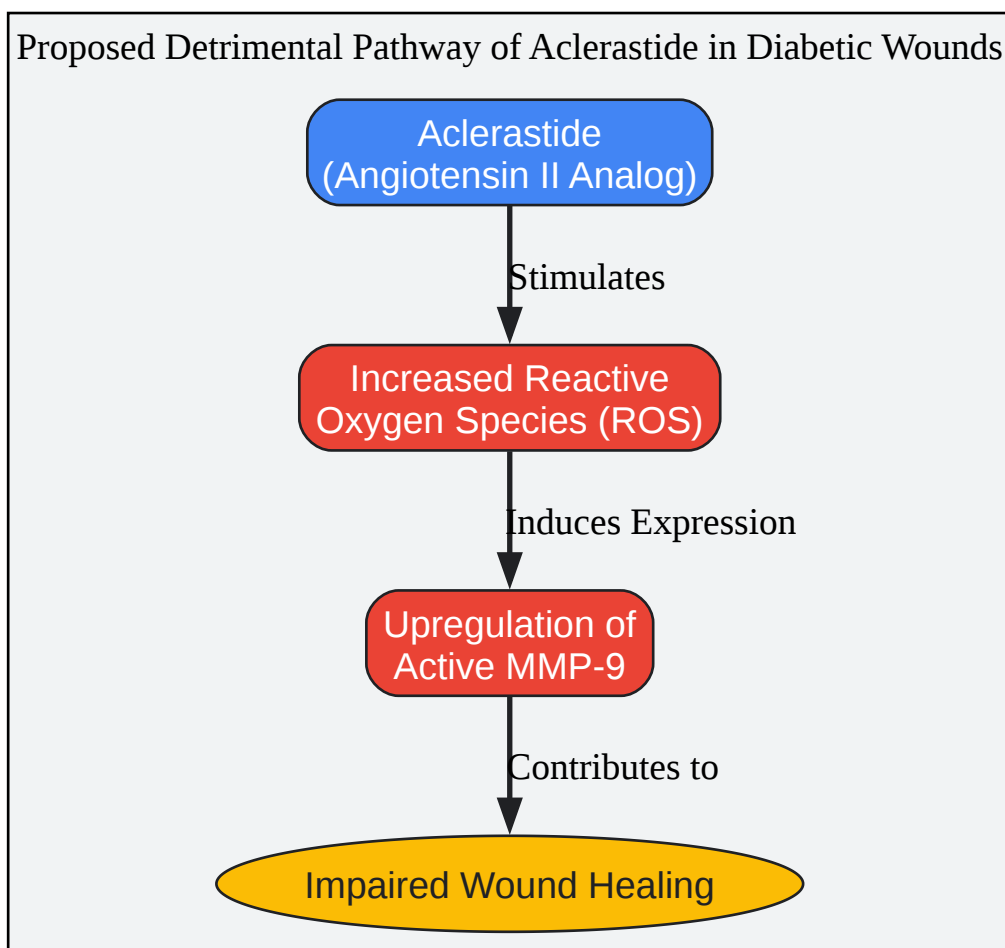 Proposed Detrimental Pathway of Aclerastide in Diabetic Wounds
Aclerastide
(Angiotensin II Analog)
Stimulates
Increased Reactive
Oxygen Species (ROS)
Induces Expression
Upregulation of
Active MMP-9
Contributes to
Impaired Wound Healing